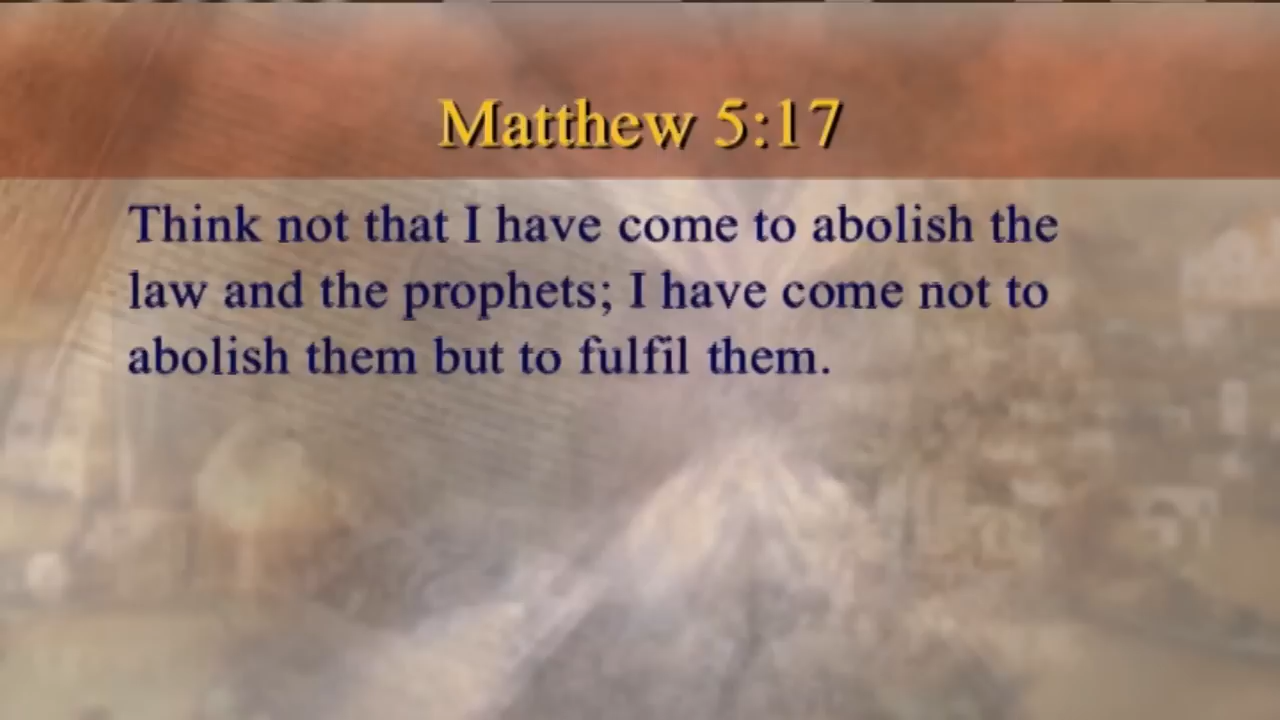 Matthew 5:17
Think not that I have come to abolish the
law and the prophets; I have come not to
abolish them but to fulfil them.